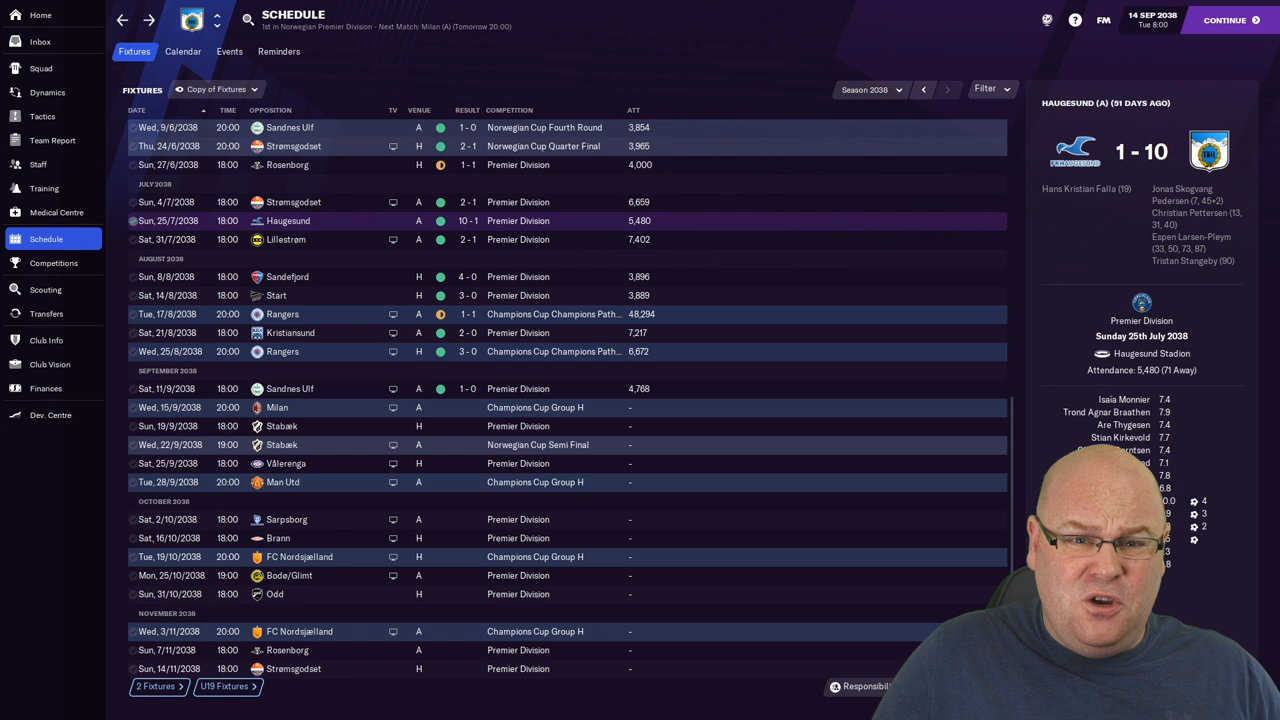 Home
Inbox
Squad
Dynamics
Tactics
Team Report
Staff
Training
Medical Centre
Schedule
Competitions
Scouting
Transfers
Club Info
Club Vision
Finances
Dev. Centre
SCHEDULE
1st in Norwegian Premier Division - Next Match: Milan (A) (Tomorrow 20:00)
FM
14 SEP 2038
Tue 8:00
CONTINUE
Fixtures Calendar Events Reminders
FIXTURES Copy of Fixtures Season 2038 Filter
DATE TIME OPPOSITION TV VENUE RESULT COMPETITION ATT
Wed, 9/6/2038 20:00 Sandnes Ulf A 1 - 0 Norwegian Cup Fourth Round 3,854
Thu, 24/6/2038 20:00 Strømsgodset H 2 - 1 Norwegian Cup Quarter Final 3,965
Sun, 27/6/2038 18:00 Rosenborg H 1 - 1 Premier Division 4,000
JULY 2038
Sun, 4/7/2038 18:00 Strømsgodset A 2 - 1 Premier Division 6,659
Sun, 25/7/2038 18:00 Haugesund A 10 - 1 Premier Division 5,480
Sat, 31/7/2038 18:00 Lillestrøm A 2 - 1 Premier Division 7,402
AUGUST 2038
Sun, 8/8/2038 18:00 Sandefjord H 4 - 0 Premier Division 3,896
Sat, 14/8/2038 18:00 Start H 3 - 0 Premier Division 3,889
Tue, 17/8/2038 20:00 Rangers A 1 - 1 Champions Cup Champions Path... 48,294
Sat, 21/8/2038 18:00 Kristiansund A 2 - 0 Premier Division 7,217
Wed, 25/8/2038 20:00 Rangers H 3 - 0 Champions Cup Champions Path... 6,672
SEPTEMBER 2038
Sat, 11/9/2038 18:00 Sandnes Ulf A 1 - 0 Premier Division 4,768
Wed, 15/9/2038 20:00 Milan A Champions Cup Group H -
Sun, 19/9/2038 18:00 Stabæk H Premier Division -
Wed, 22/9/2038 19:00 Stabæk A Norwegian Cup Semi Final -
Sat, 25/9/2038 18:00 Vålerenga H Premier Division -
Tue, 28/9/2038 20:00 Man Utd H Champions Cup Group H -
OCTOBER 2038
Sat, 2/10/2038 18:00 Sarpsborg A Premier Division -
Sat, 16/10/2038 18:00 Brann H Premier Division -
Tue, 19/10/2038 20:00 FC Nordsjælland H Champions Cup Group H -
Mon, 25/10/2038 19:00 Bodø/Glimt A Premier Division -
Sun, 31/10/2038 18:00 Odd H Premier Division -
NOVEMBER 2038
Wed, 3/11/2038 20:00 FC Nordsjælland A Champions Cup Group H -
Sun, 7/11/2038 18:00 Rosenborg A Premier Division -
Sun, 14/11/2038 18:00 Strømsgodset H Premier Division -
2 Fixtures U19 Fixtures
HAUGESUND (A) (51 DAYS AGO)
1 - 10
Hans Kristian Falla (19)
Jonas Skogvang
Pedersen (7, 45+2)
Christian Pettersen (13,
31, 40)
Espen Larsen-Pleym
(33, 50, 73, 87)
Tristan Stangeby (90)
Premier Division
Sunday 25th July 2038
Haugesund Stadion
Attendance: 5,480 (71 Away)
Isaïa Monnier 7.4
Trond Agnar Braathen 7.9
Are Thygesen 7.4
Stian Kirkevold 7.7
7.4
7.1
7.8
6.8
4
3
2